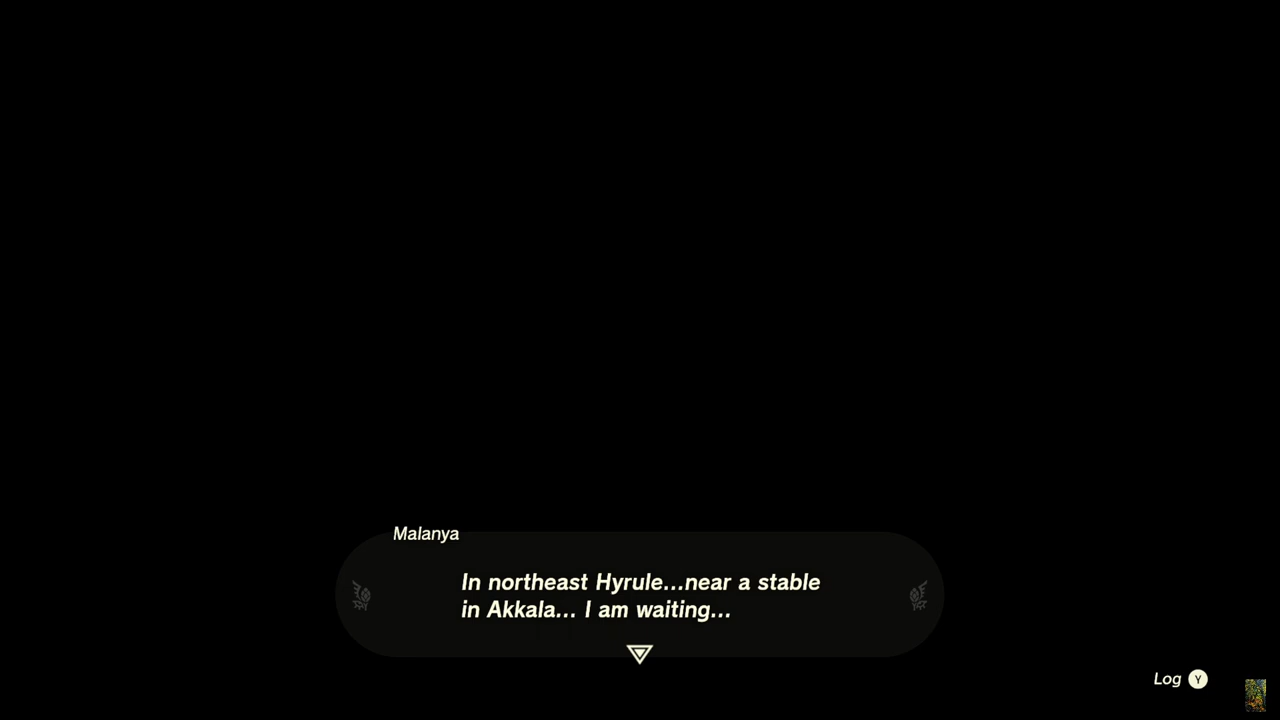 Malanya
In northeast Hyrule...near a stable
in Akkala... I am waiting...
Log Y